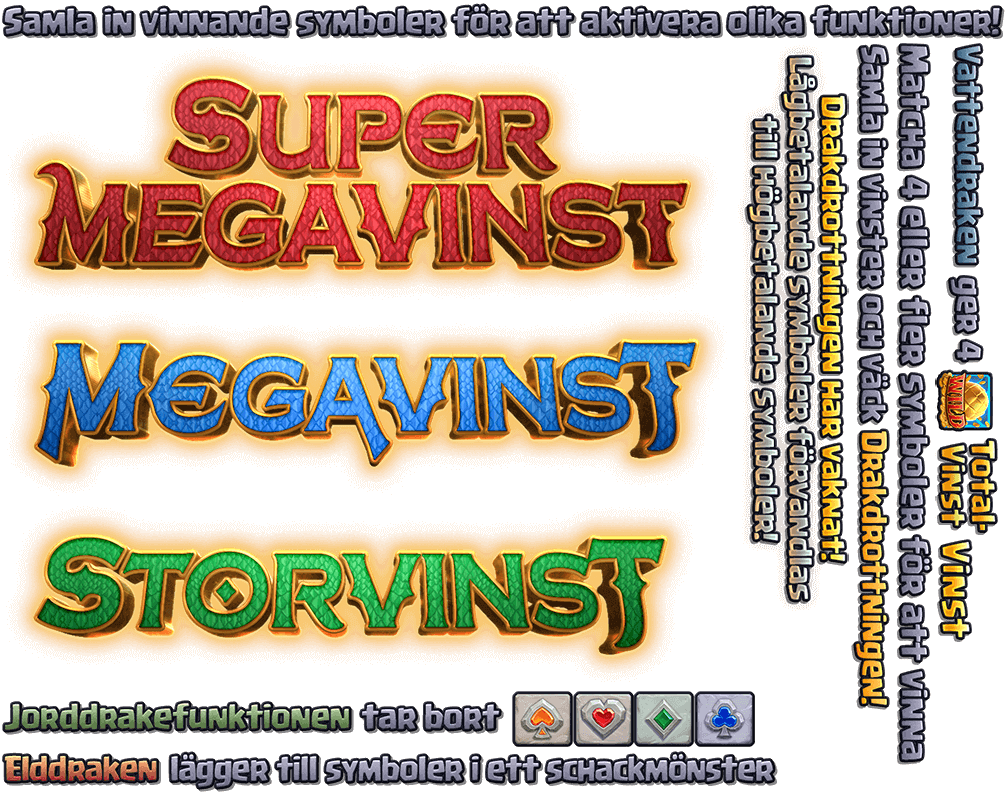 Samla in vinnande symboler för att aktivera olika funktioner!
SUPER
MEGAVINST
MEGAVINST
STORVINST
Jorddrakefunktionen tar bort
Elddraken lägger till symboler i ett schackmönster
Vattendraken ger 4 WILD
Total-
Vinst Vinst
Matcha 4 eller fler symboler för att vinna
Samla in vinster och väck Drakdrottningen!
Drakdrottningen har vaknat!
Lågbetalande symboler förvandlas
till Högbetalande symboler!